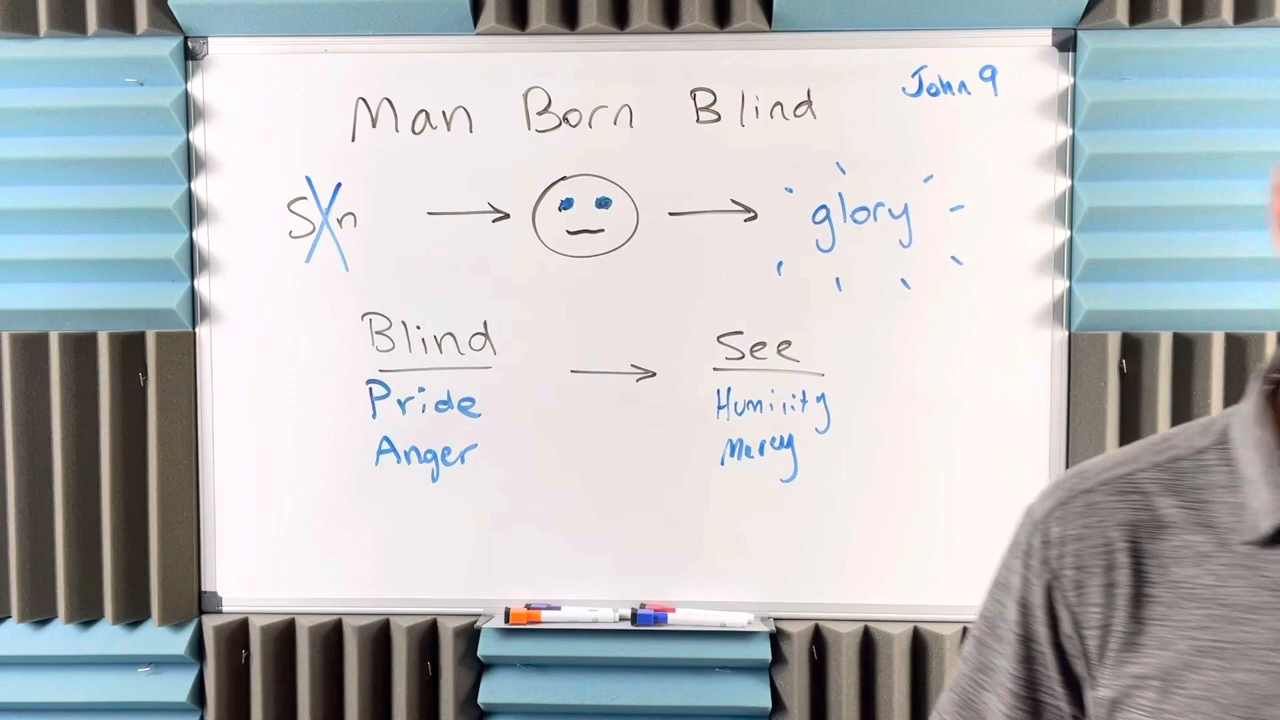 John 9
Man Born Blind
Sin → → glory
Blind → See
Pride Humility
Anger Mercy